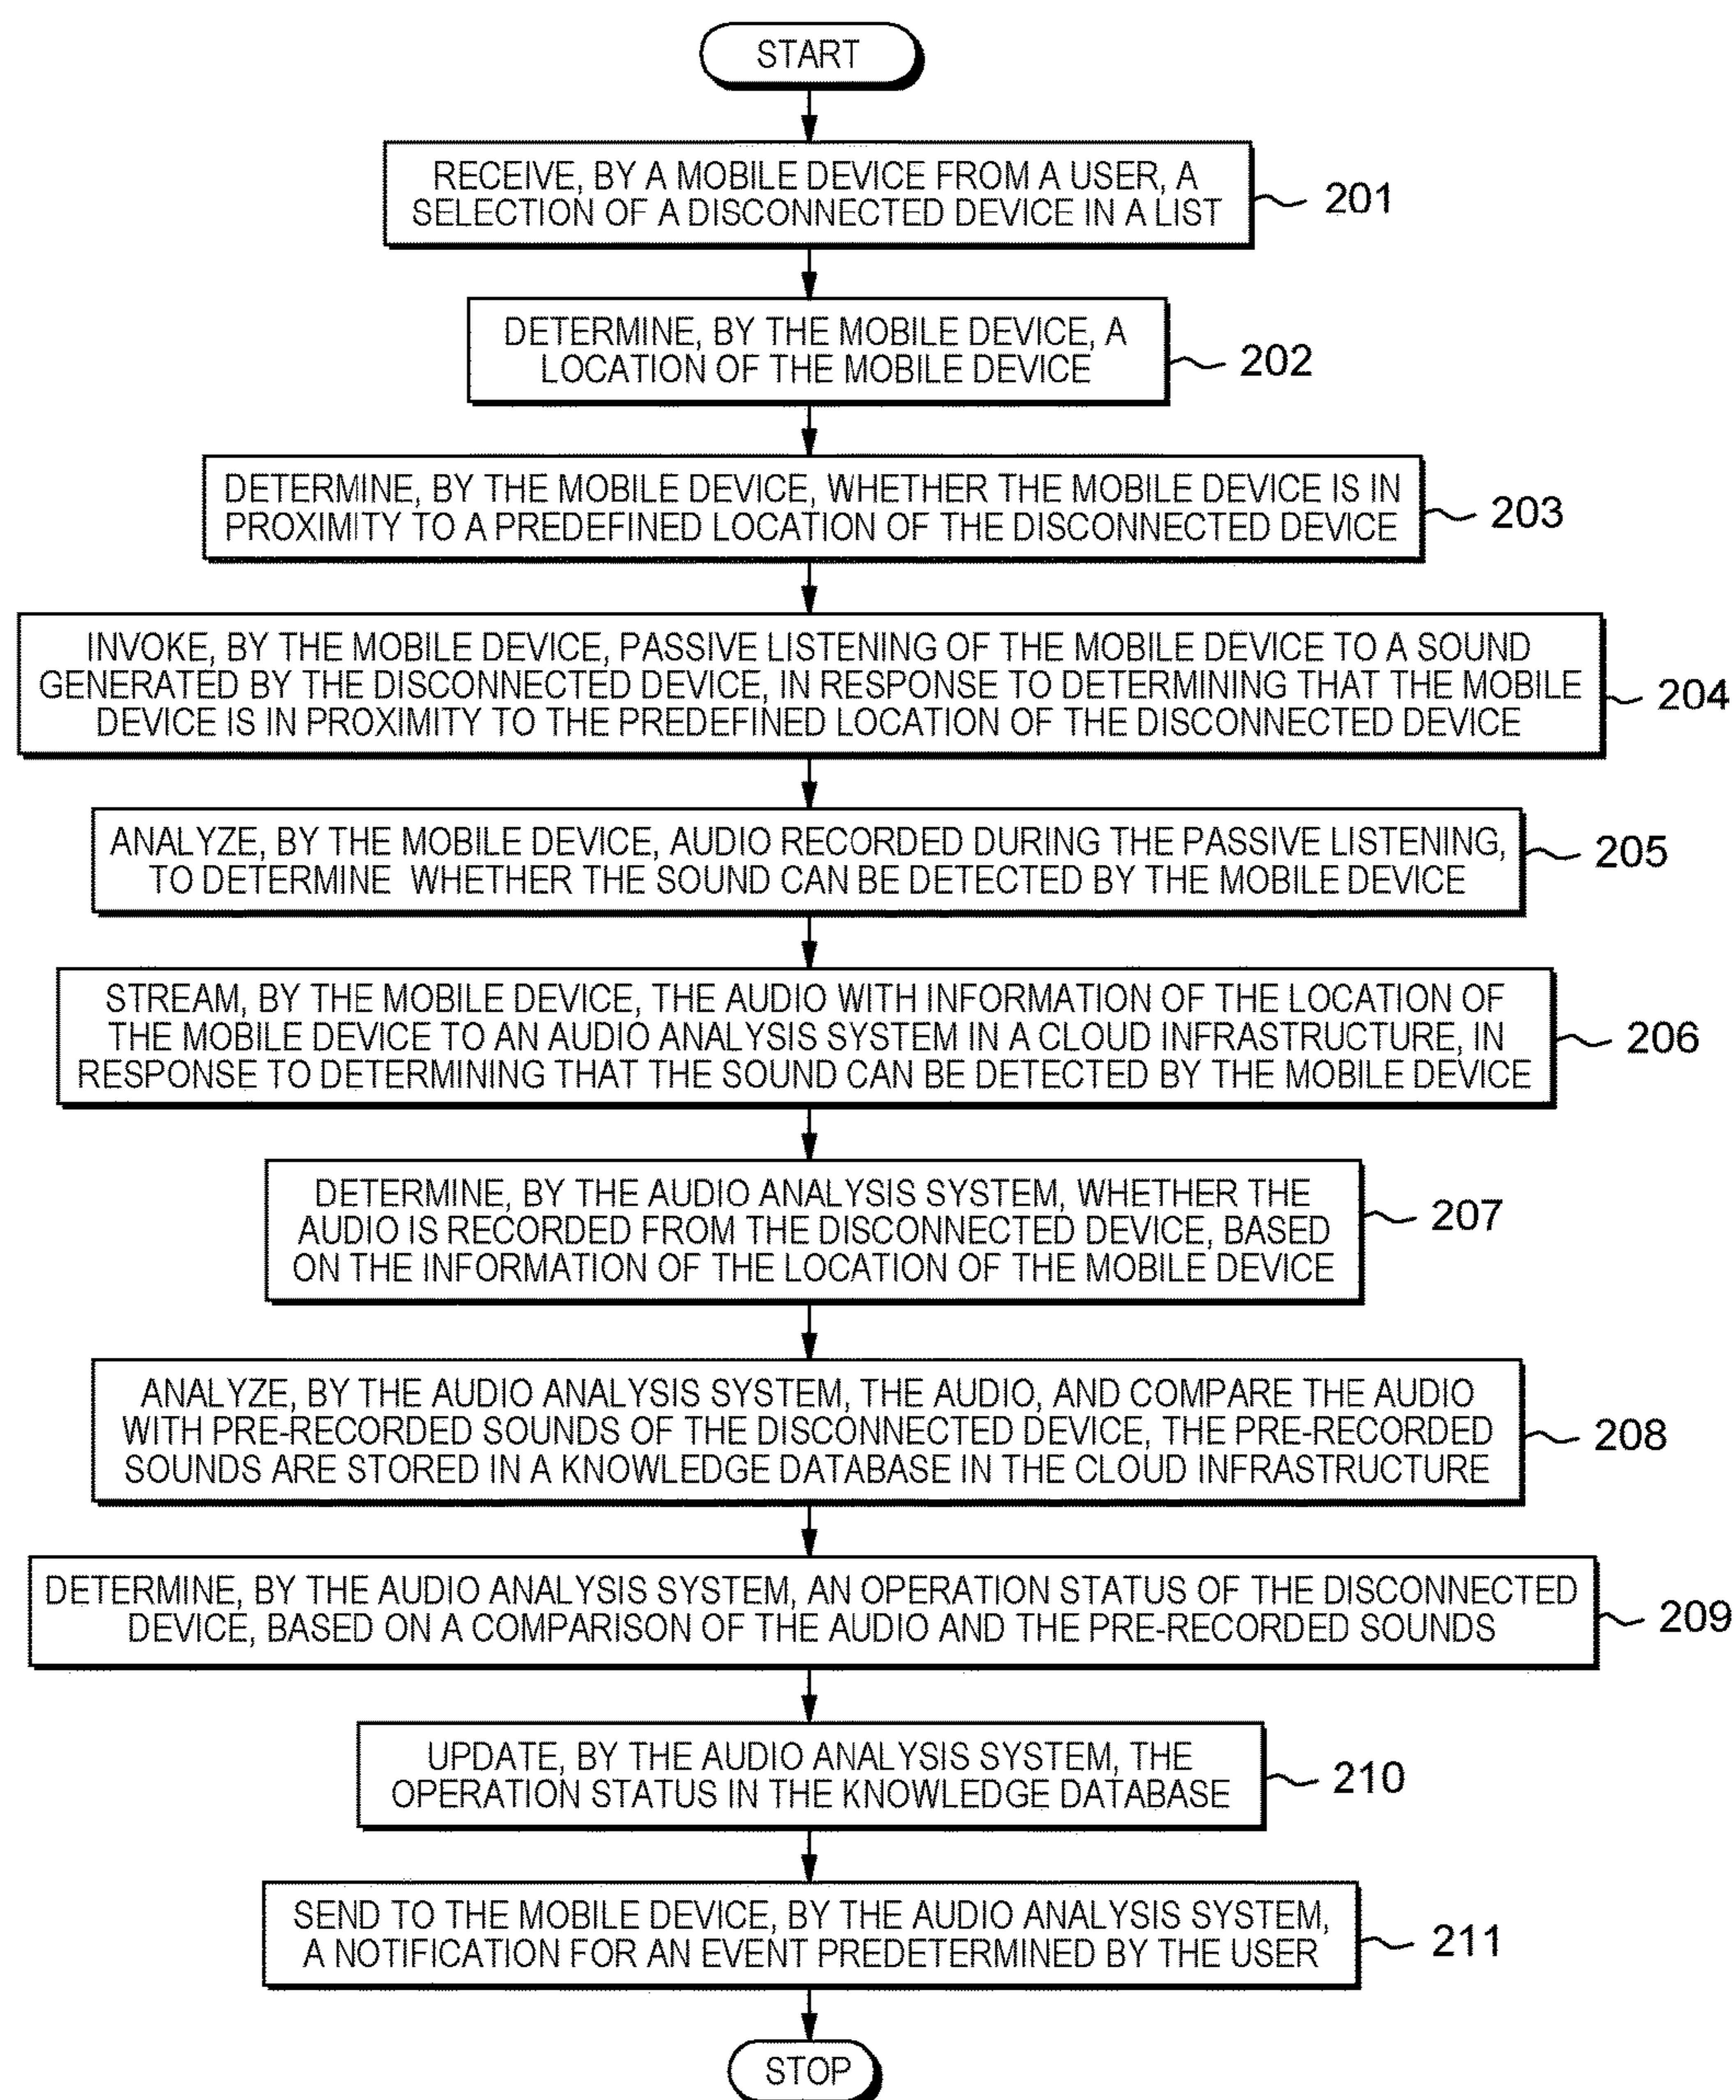 START
RECEIVE, BY A MOBILE DEVICE FROM A USER, A
SELECTION OF A DISCONNECTED DEVICE IN A LIST
201
DETERMINE, BY THE MOBILE DEVICE, A
LOCATION OF THE MOBILE DEVICE
202
DETERMINE, BY THE MOBILE DEVICE, WHETHER THE MOBILE DEVICE IS IN
PROXIMITY TO A PREDEFINED LOCATION OF THE DISCONNECTED DEVICE
203
INVOKE, BY THE MOBILE DEVICE, PASSIVE LISTENING OF THE MOBILE DEVICE TO A SOUND
GENERATED BY THE DISCONNECTED DEVICE, IN RESPONSE TO DETERMINING THAT THE MOBILE
DEVICE IS IN PROXIMITY TO THE PREDEFINED LOCATION OF THE DISCONNECTED DEVICE
204
ANALYZE, BY THE MOBILE DEVICE, AUDIO RECORDED DURING THE PASSIVE LISTENING,
TO DETERMINE WHETHER THE SOUND CAN BE DETECTED BY THE MOBILE DEVICE
205
STREAM, BY THE MOBILE DEVICE, THE AUDIO WITH INFORMATION OF THE LOCATION OF
THE MOBILE DEVICE TO AN AUDIO ANALYSIS SYSTEM IN A CLOUD INFRASTRUCTURE, IN
RESPONSE TO DETERMINING THAT THE SOUND CAN BE DETECTED BY THE MOBILE DEVICE
206
DETERMINE, BY THE AUDIO ANALYSIS SYSTEM, WHETHER THE
AUDIO IS RECORDED FROM THE DISCONNECTED DEVICE, BASED
ON THE INFORMATION OF THE LOCATION OF THE MOBILE DEVICE
207
ANALYZE, BY THE AUDIO ANALYSIS SYSTEM, THE AUDIO, AND COMPARE THE AUDIO
WITH PRE-RECORDED SOUNDS OF THE DISCONNECTED DEVICE, THE PRE-RECORDED
SOUNDS ARE STORED IN A KNOWLEDGE DATABASE IN THE CLOUD INFRASTRUCTURE
208
DETERMINE, BY THE AUDIO ANALYSIS SYSTEM, AN OPERATION STATUS OF THE DISCONNECTED
DEVICE, BASED ON A COMPARISON OF THE AUDIO AND THE PRE-RECORDED SOUNDS
209
UPDATE, BY THE AUDIO ANALYSIS SYSTEM, THE
OPERATION STATUS IN THE KNOWLEDGE DATABASE
210
SEND TO THE MOBILE DEVICE, BY THE AUDIO ANALYSIS SYSTEM,
A NOTIFICATION FOR AN EVENT PREDETERMINED BY THE USER
211
STOP